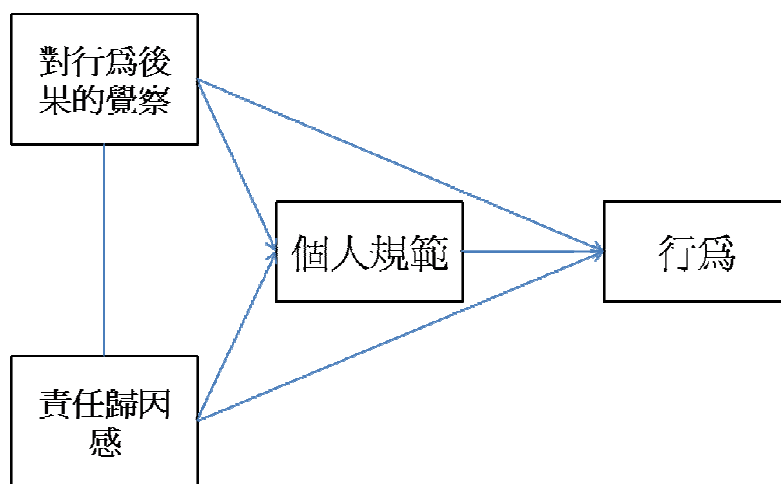 對行爲後
果的覺察
個人規範
行爲
責任歸因
感